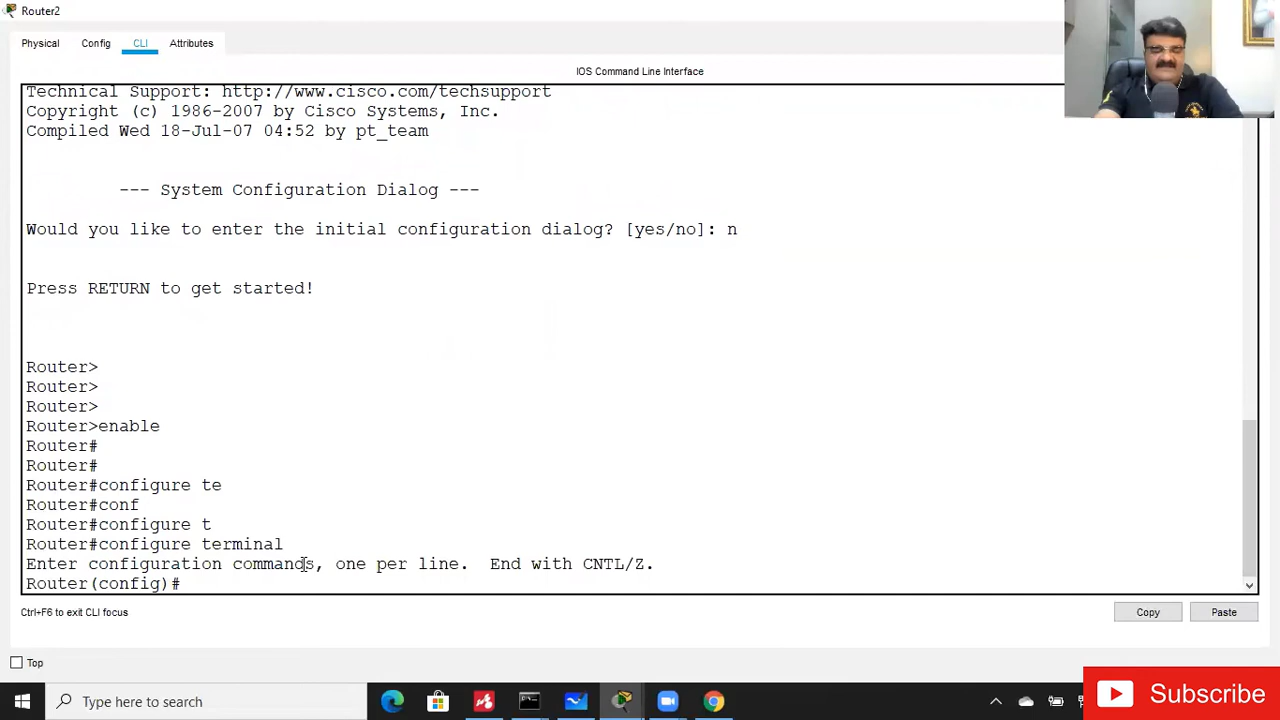 Router2
Physical Config CLI Attributes
IOS Command Line Interface
Technical Support: http://www.cisco.com/techsupport
Copyright (c) 1986-2007 by Cisco Systems, Inc.
Compiled Wed 18-Jul-07 04:52 by pt_team
--- System Configuration Dialog ---
Would you like to enter the initial configuration dialog? [yes/no]: n
Press RETURN to get started!
Router>
Router>
Router>
Router>enable
Router#
Router#
Router#configure te
Router#conf
Router#configure t
Router#configure terminal
Enter configuration commands, one per line.  End with CNTL/Z.
Router(config)#
Ctrl+F6 to exit CLI focus
Copy Paste
Top
Type here to search
Subscribe